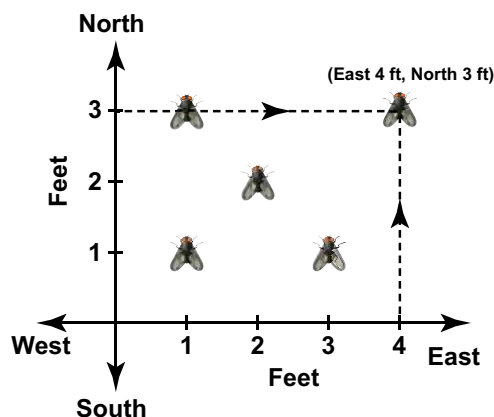 North
(East 4 ft, North 3 ft)
3
Feet
2
1
West
1
2
3
4
East
Feet
South